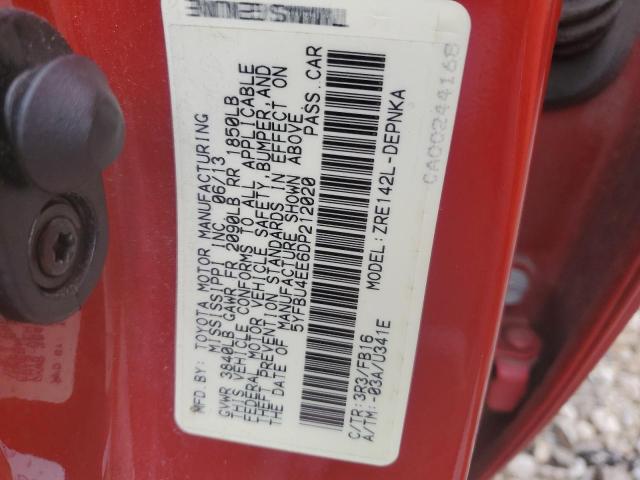 MFD. BY: TOYOTA MOTOR MANUFACTURING
MISSISSIPPI INC 06/13
GVWR 3840LB GAWR FR 2090LB RR 1850LB
THIS VEHICLE CONFORMS TO ALL APPLICABLE
FEDERAL MOTOR VEHICLE SAFETY, BUMPER, AND
THEFT PREVENTION STANDARDS IN EFFECT ON
THE DATE OF MANUFACTURE SHOWN ABOVE.
5YFBU4EE6DP212020 PASS. CAR
MODEL: ZRE142L-DEPNKA
C/TR: 3R3/FB16
A/TM: -03A/U341E
CA0C0244168